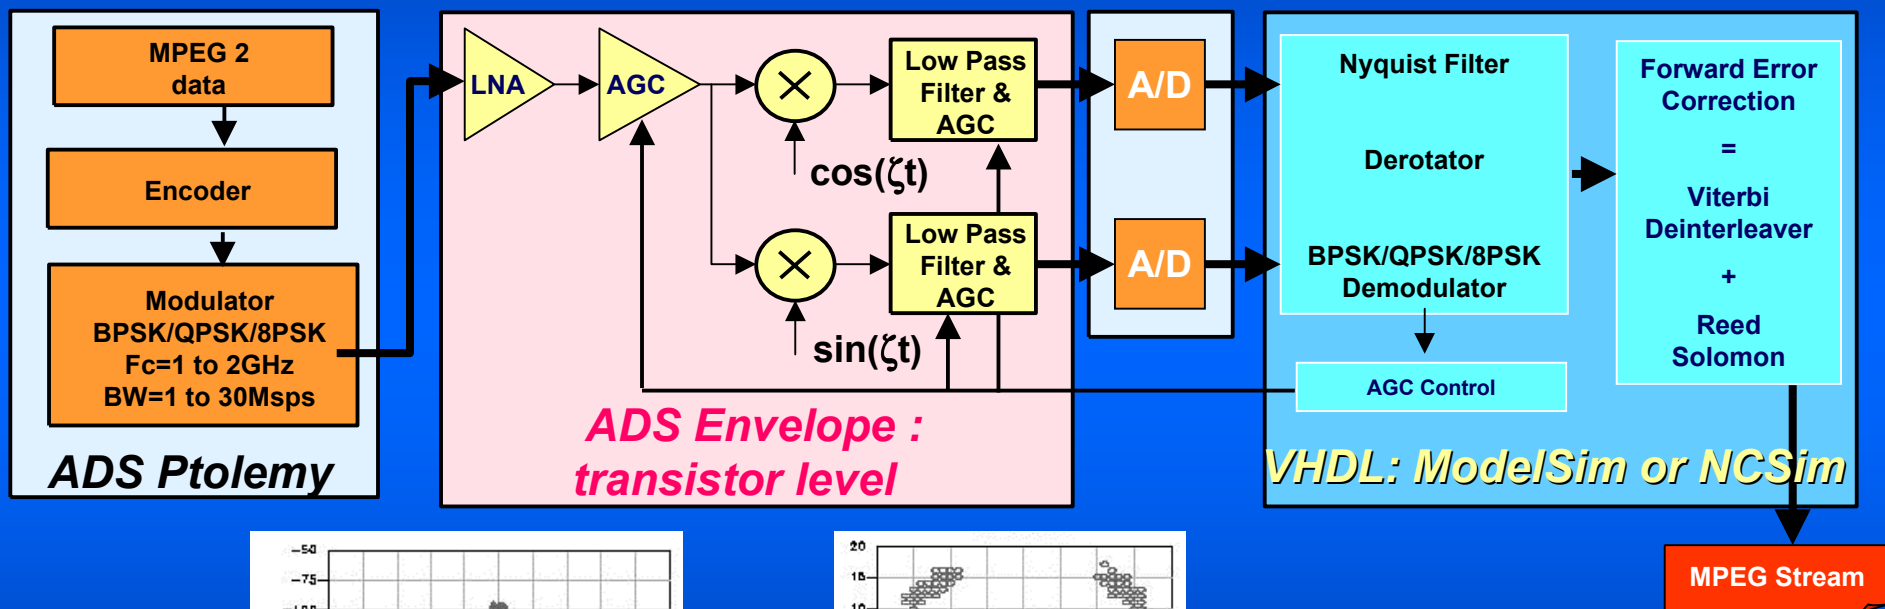 MPEG 2
data
Encoder
Modulator
BPSK/QPSK/8PSK
Fc=1 to 2GHz
BW=1 to 30Msps
ADS Ptolemy
LNA
AGC
cos(ζt)
sin(ζt)
Low Pass
Filter &
AGC
Low Pass
Filter &
AGC
ADS Envelope :
transistor level
A/D
A/D
Nyquist Filter
Derotator
BPSK/QPSK/8PSK
Demodulator
AGC Control
Forward Error
Correction
=
Viterbi
Deinterleaver
+
Reed
Solomon
VHDL: ModelSim or NCSim
MPEG Stream
-50
-75
20
15
10